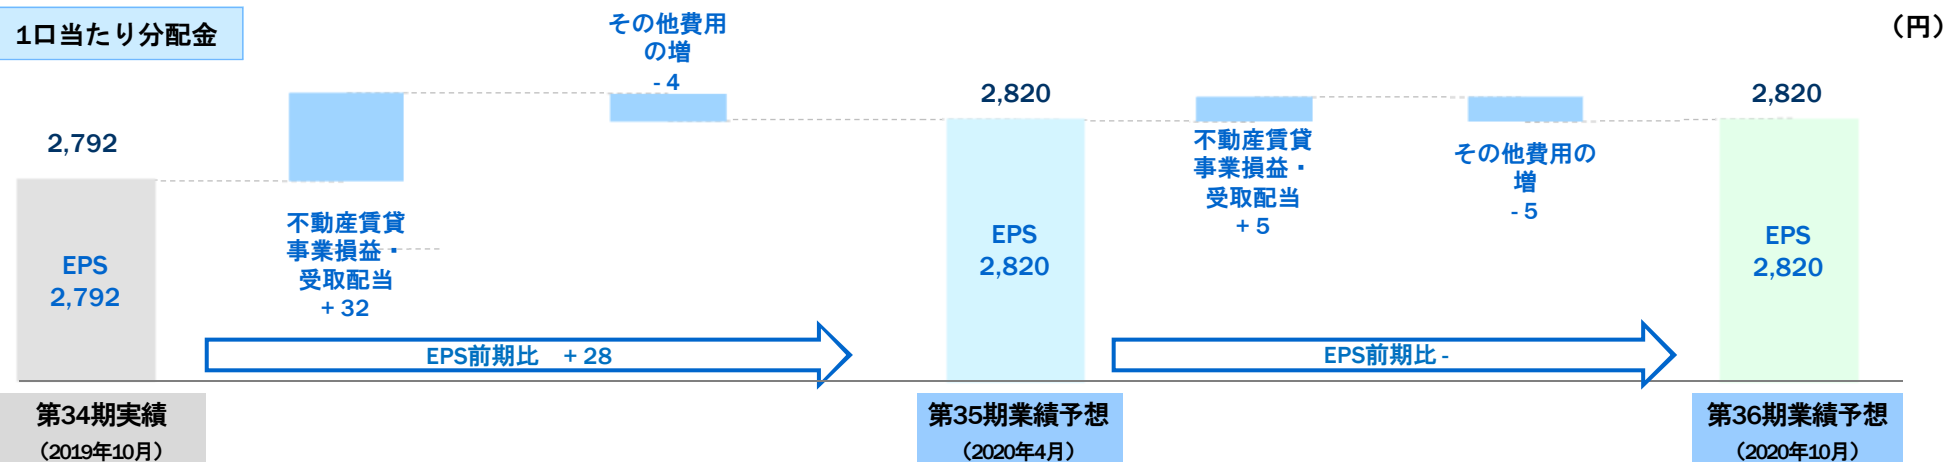 1口当たり分配金
（円）
2,792
EPS
2,792
不動産賃貸
事業損益・
受取配当
+ 32
その他費用
の増
- 4
EPS前期比　+ 28
2,820
EPS
2,820
不動産賃貸
事業損益・
受取配当
+ 5
その他費用の
増
- 5
EPS前期比 -
2,820
EPS
2,820
第34期実績
（2019年10月）
第35期業績予想
（2020年4月）
第36期業績予想
（2020年10月）